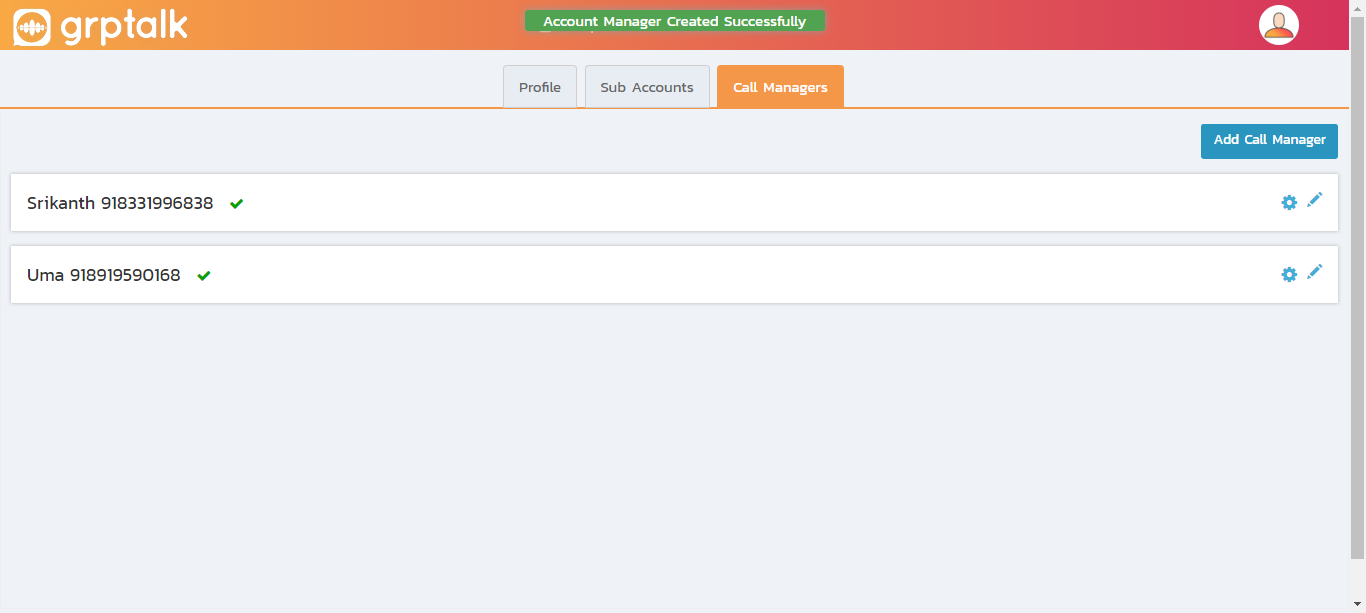 grptalk
Account Manager Created Successfully
Profile
Sub Accounts
Call Managers
Add Call Manager
Srikanth 918331996838
Uma 918919590168